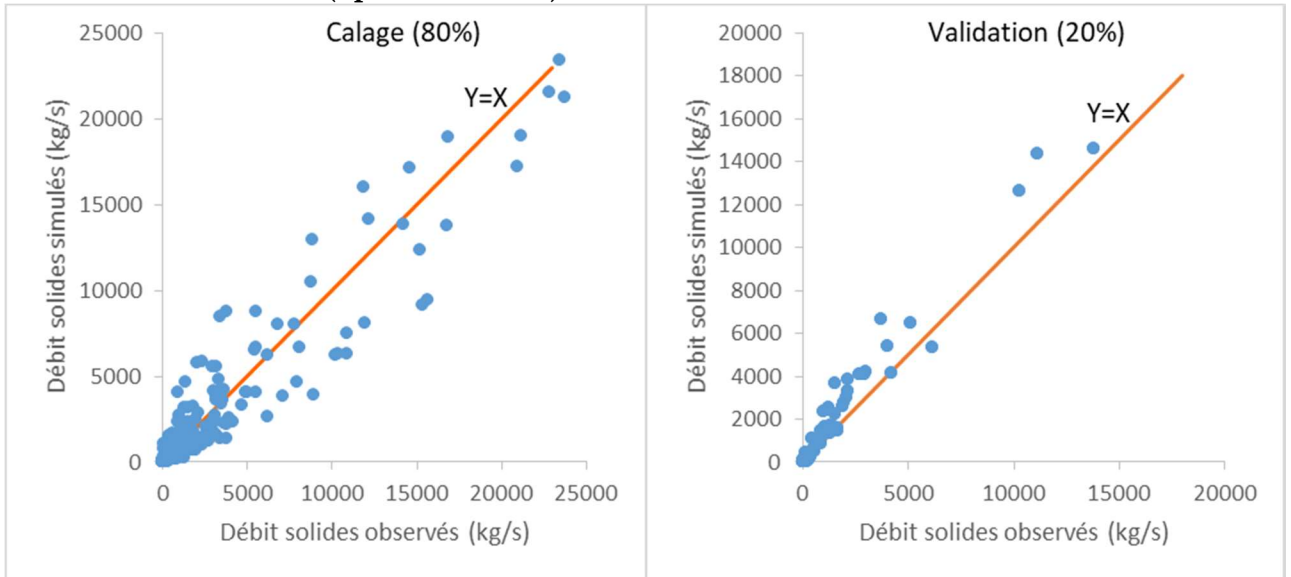 Calage (80%)
25000
20000
15000
10000
5000
0
Y=X
Débit solides simulés (kg/s)
0 5000 10000 15000 20000 25000
Débit solides observés (kg/s)
Validation (20%)
20000
18000
16000
14000
12000
10000
8000
6000
4000
2000
0
Y=X
Débit solides simulés (kg/s)
0 5000 10000 15000 20000
Débit solides observés (kg/s)